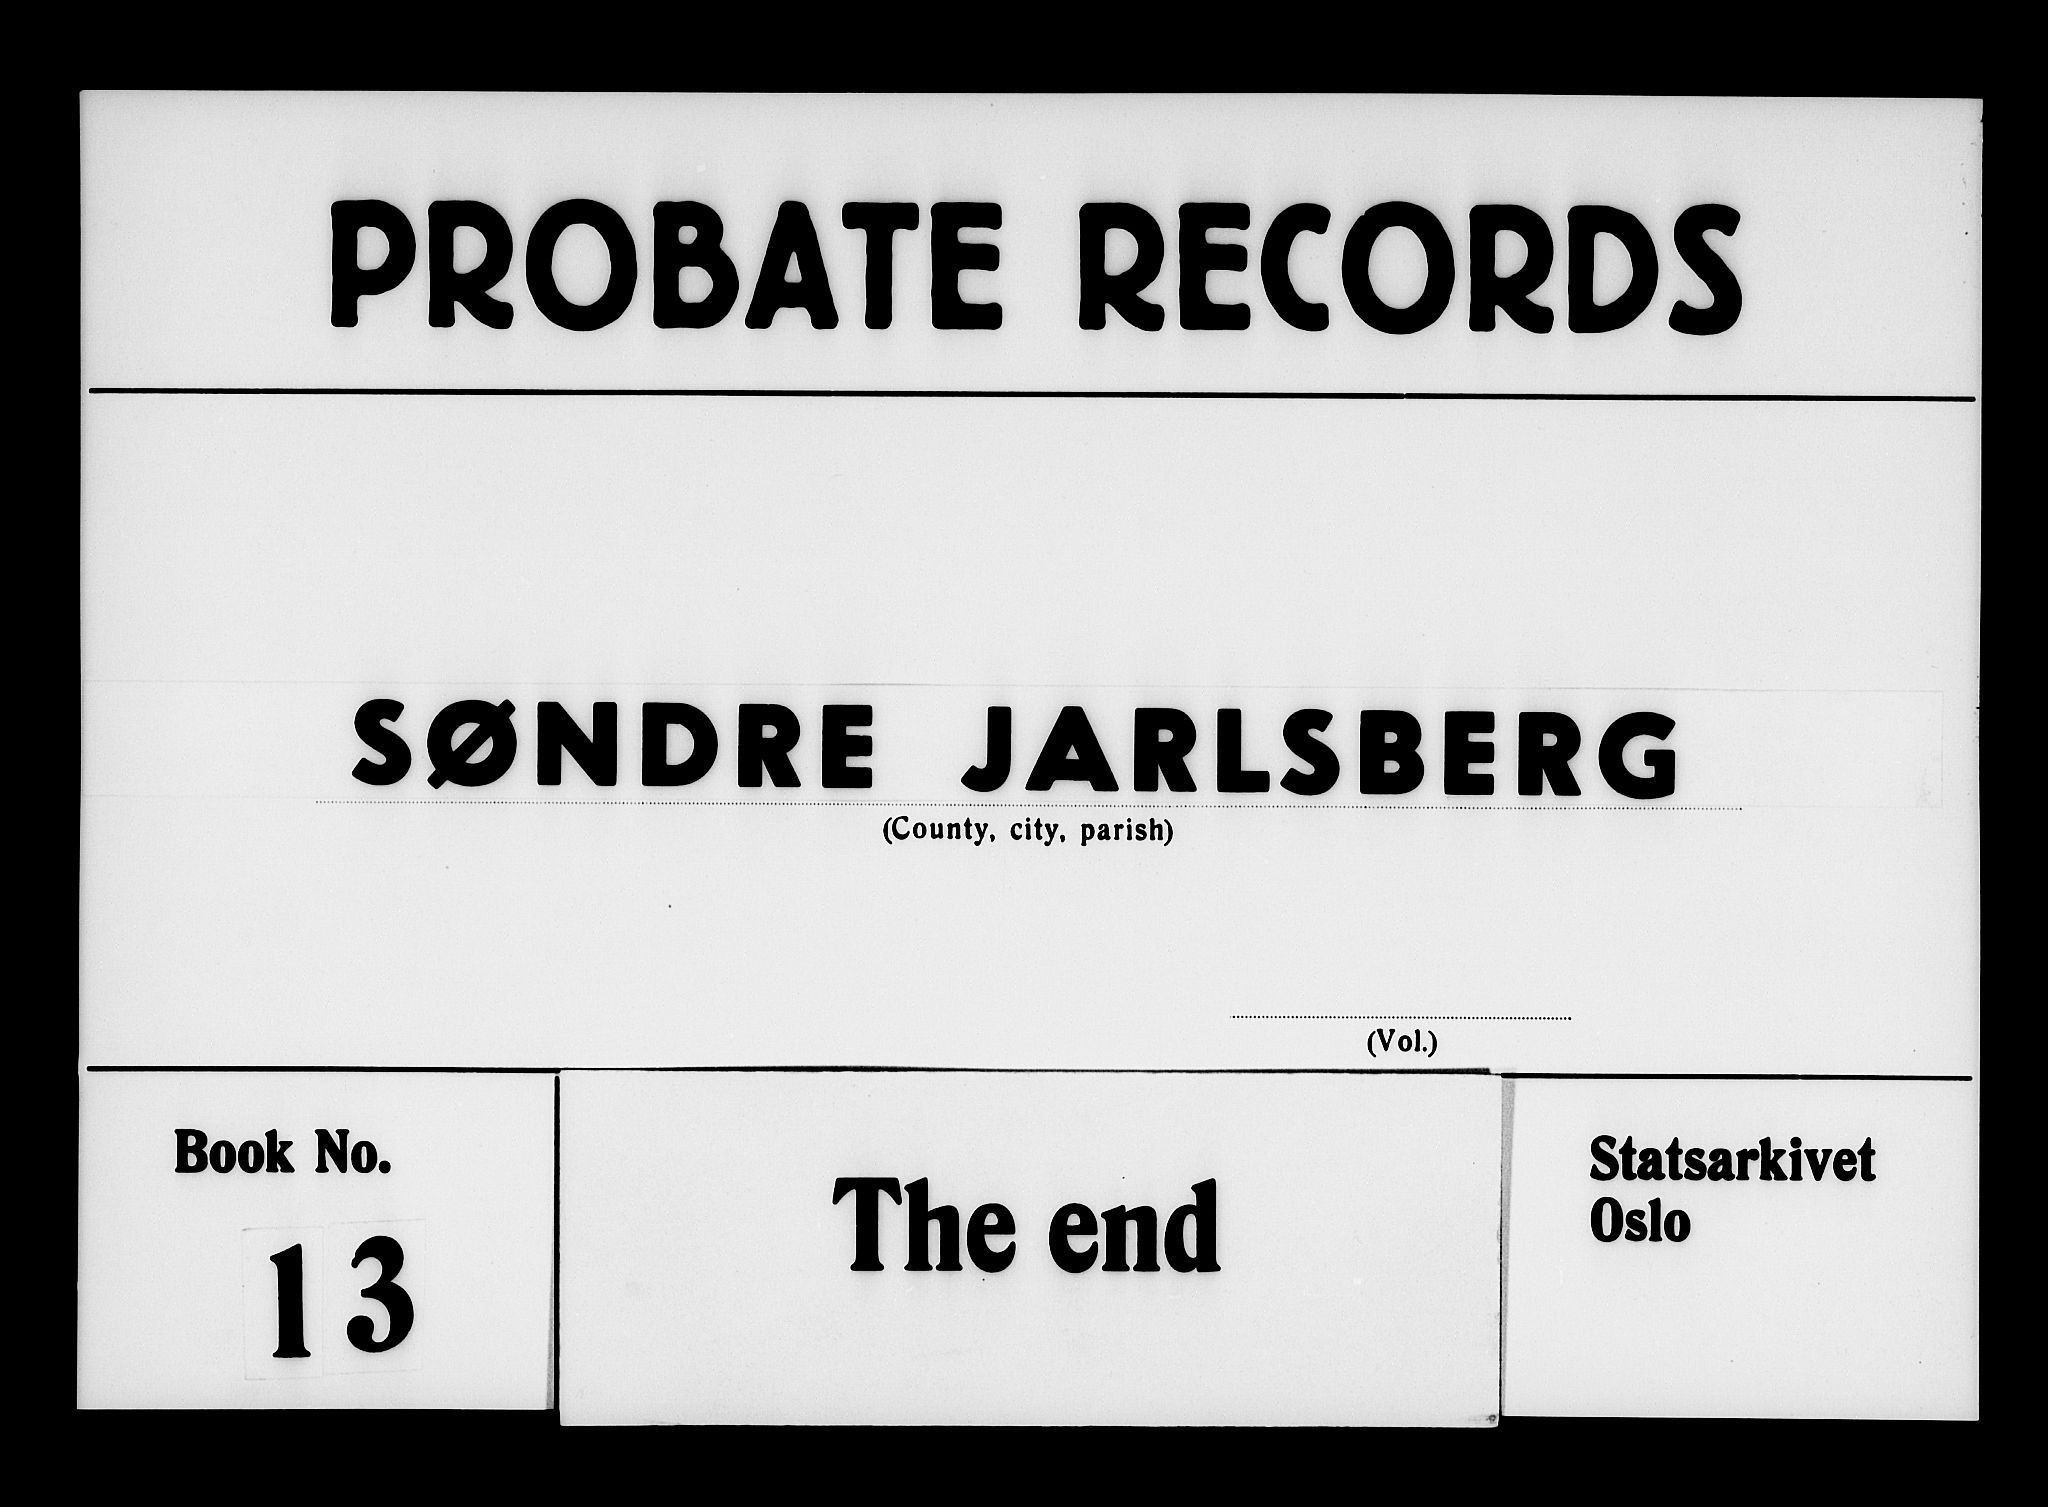 PROBATE RECORDS
SØNDRE JARLSBERG
(County, city, parish)
(Vol.)
Book No.
13
The end
Statsarkivet
Oslo